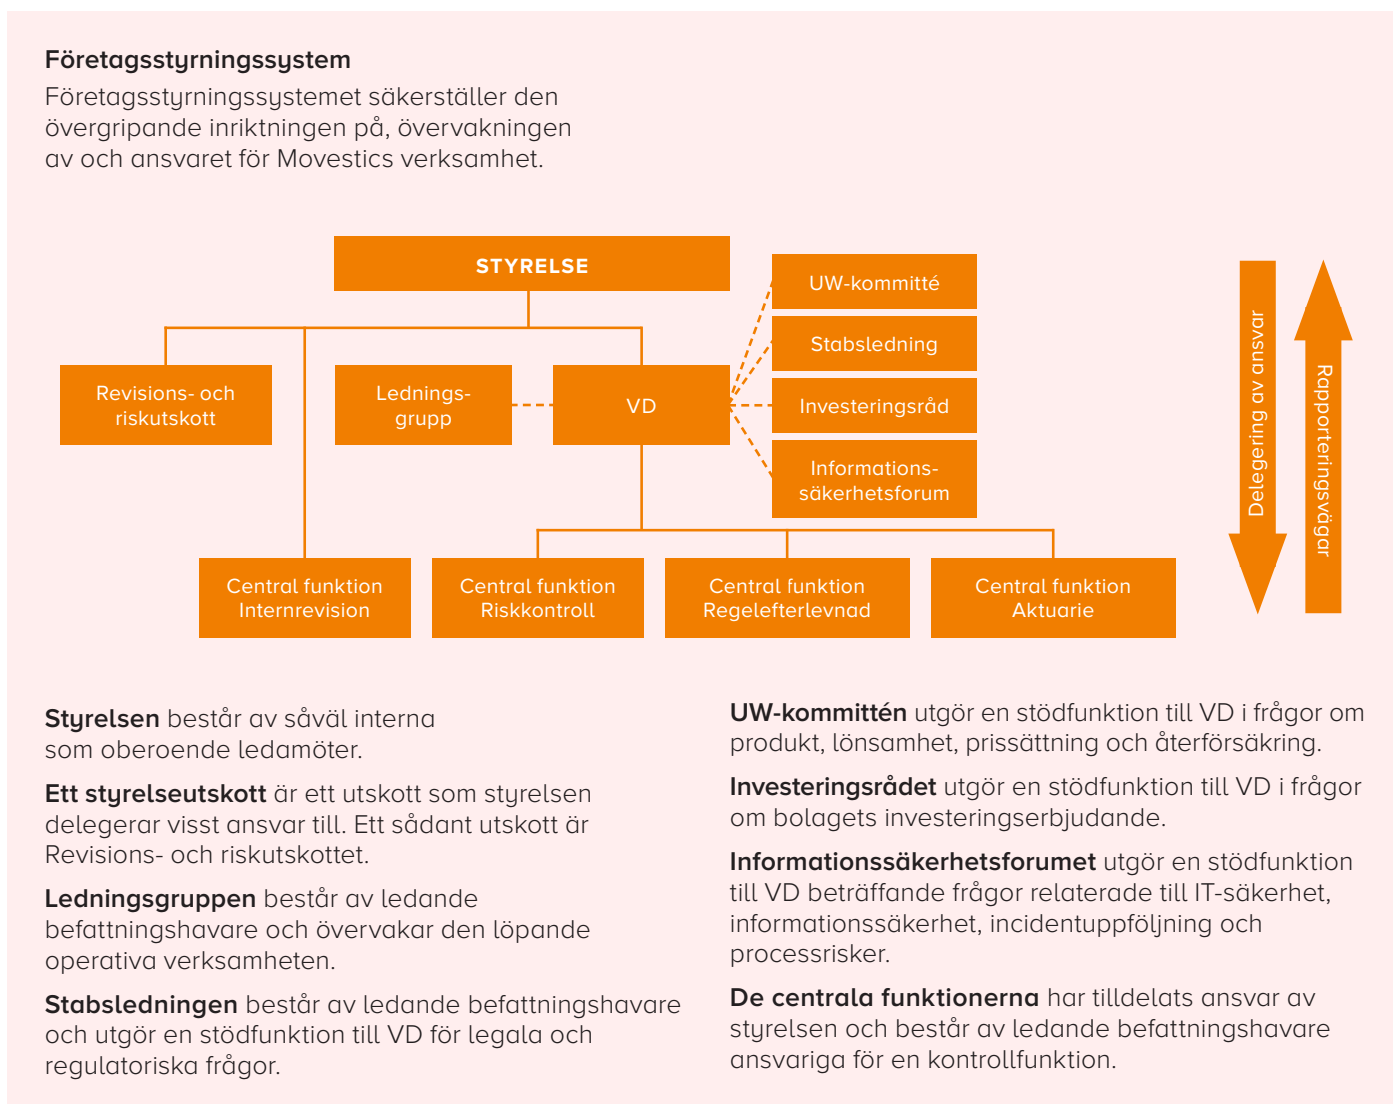 Företagsstyrningssystem
Företagsstyrningssystemet säkerställer den
övergripande inriktningen på, övervakningen
av och ansvaret för Movestics verksamhet.
STYRELSE
UW-kommitté
Stabsledning
Investeringsråd
Informations-
säkerhetsforum
Revisions- och
riskutskott
Lednings-
grupp
VD
Central funktion
Internrevision
Central funktion
Riskkontroll
Central funktion
Regelefterlevnad
Central funktion
Aktuarie
Delegering av ansvar
Rapporteringsvägar
Styrelsen består av såväl interna
som oberoende ledamöter.
Ett styrelseutskott är ett utskott som styrelsen
delegerar visst ansvar till. Ett sådant utskott är
Revisions- och riskutskottet.
Ledningsgruppen består av ledande
befattningshavare och övervakar den löpande
operativa verksamheten.
Stabsledningen består av ledande befattningshavare
och utgör en stödfunktion till VD för legala och
regulatoriska frågor.
UW-kommittén utgör en stödfunktion till VD i frågor om
produkt, lönsamhet, prissättning och återförsäkring.
Investeringsrådet utgör en stödfunktion till VD i frågor
om bolagets investeringserbjudande.
Informationssäkerhetsforumet utgör en stödfunktion
till VD beträffande frågor relaterade till IT-säkerhet,
informationssäkerhet, incidentuppföljning och
processrisker.
De centrala funktionerna har tilldelats ansvar av
styrelsen och består av ledande befattningshavare
ansvariga för en kontrollfunktion.